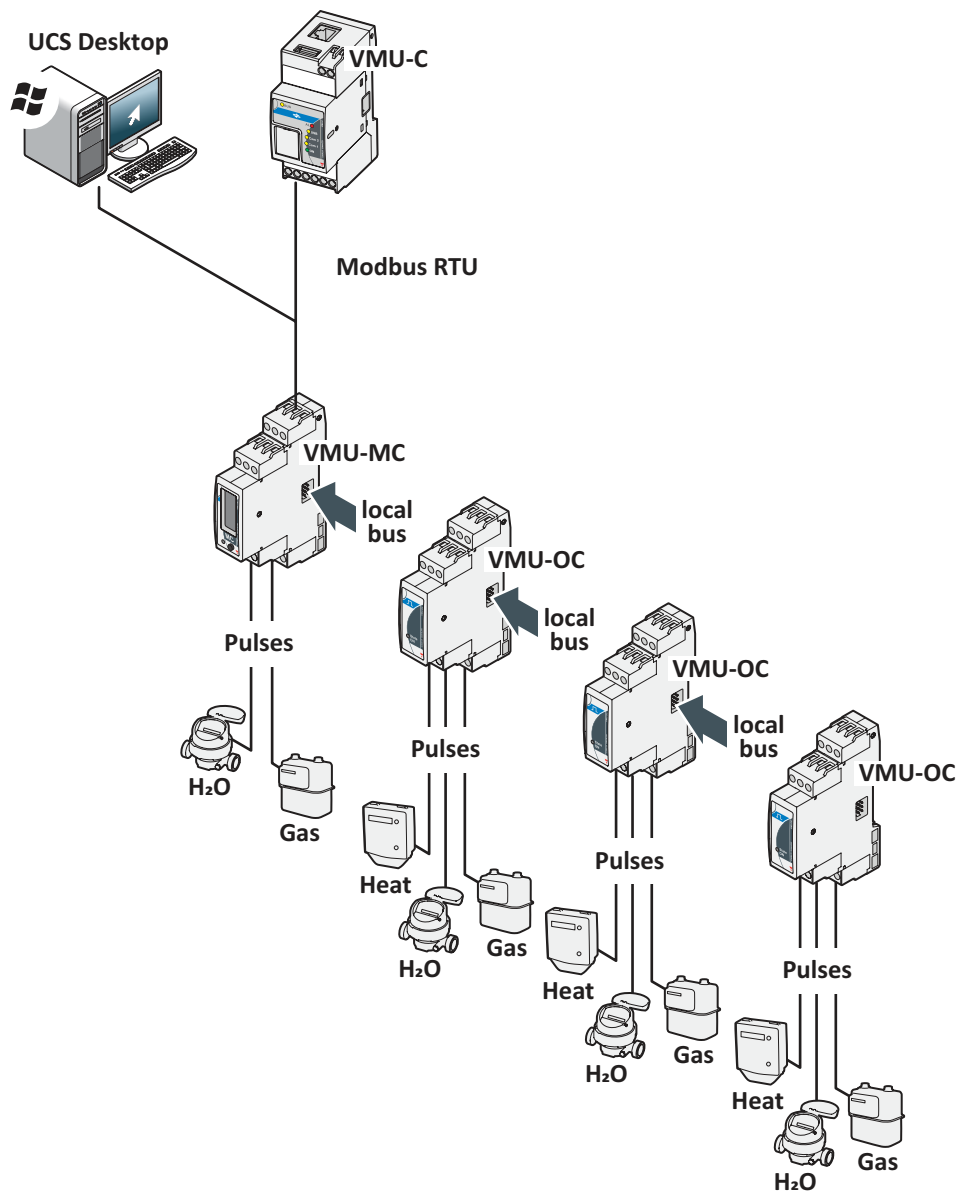 UCS Desktop
VMU-C
Modbus RTU
VMU-MC
local
bus
VMU-OC
local
bus
Pulses
VMU-OC
local
bus
Pulses
H₂O
VMU-OC
Gas
Pulses
Heat
Gas
H₂O
Pulses
Heat
Gas
H₂O
Heat
Gas
H₂O